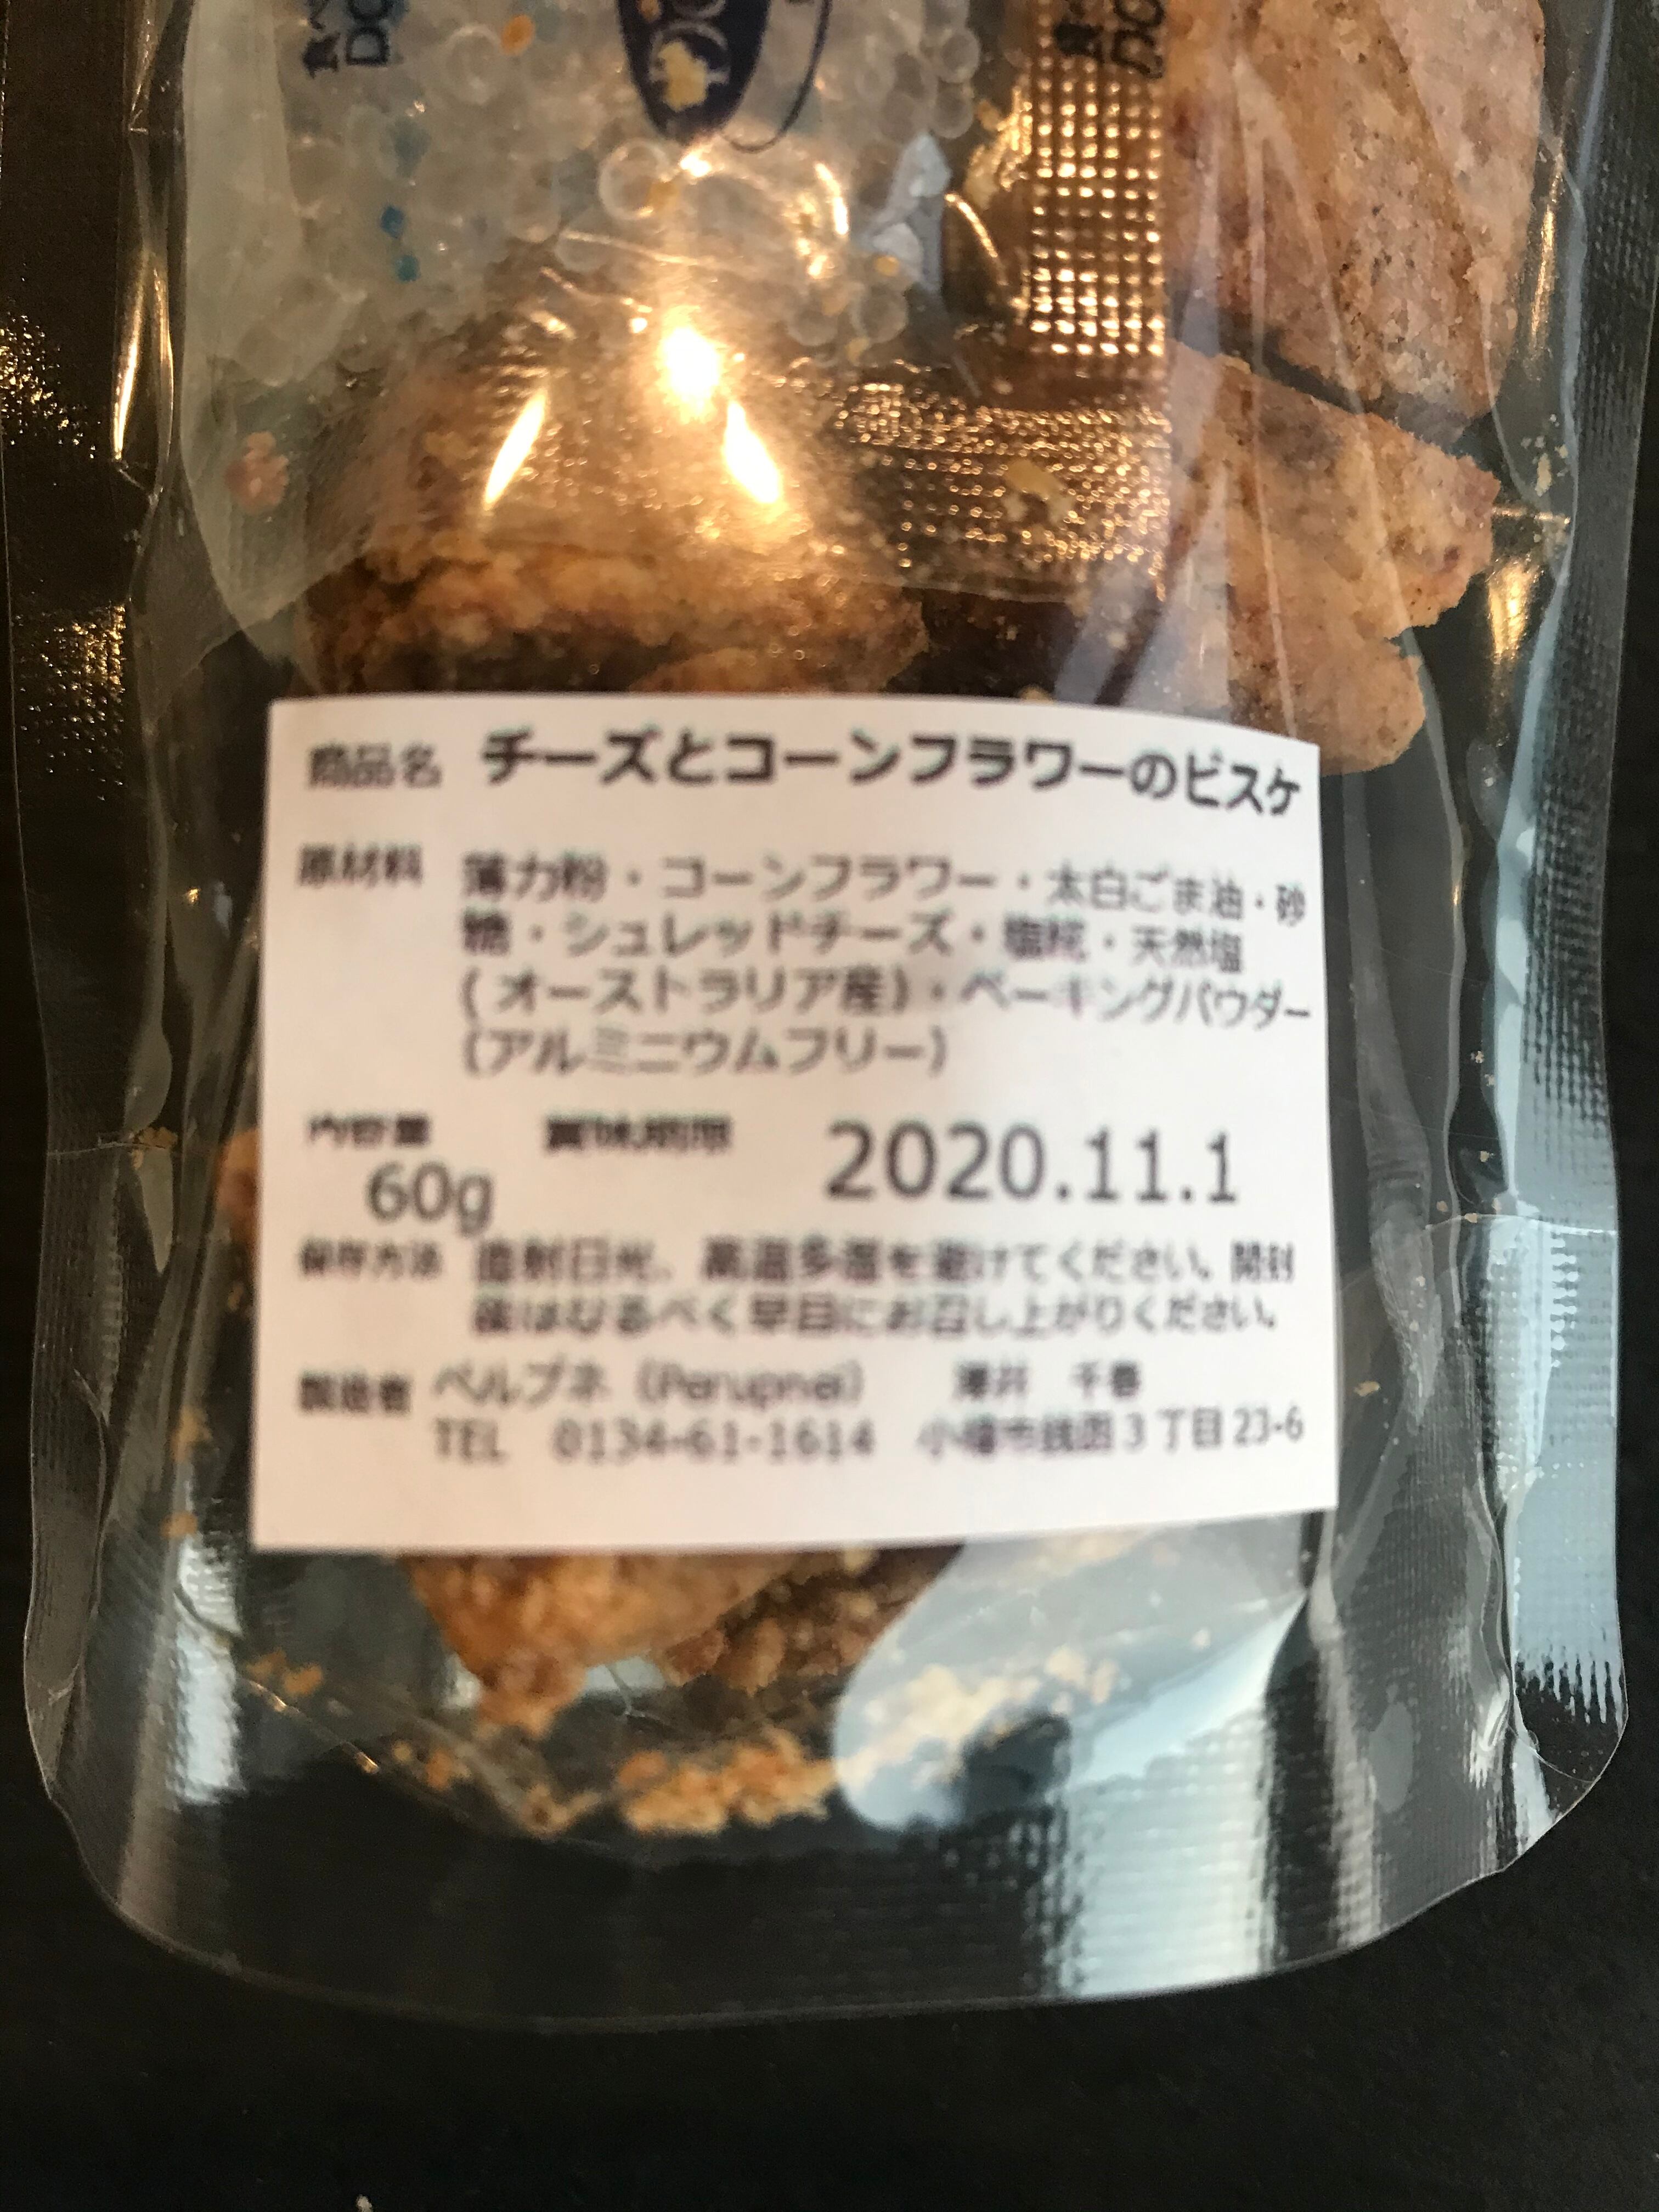 商品名 チーズとコーンフラワーのビスケ
原材料 薄力粉・コーンフラワー・太白ごま油・砂
糖・シュレッドチーズ・塩糀・天然塩
(オーストラリア産)・ベーキングパウダー
(アルミニウムフリー)
内容量 賞味期限 2020.11.1
60g
保存方法 直射日光、高温多湿を避けてください。開封
後はなるべく早目にお召し上がりください。
製造者 ペルプネ (Perupnei) 薄井 千春
TEL 0134-61-1614 小樽市銭函3丁目23-6